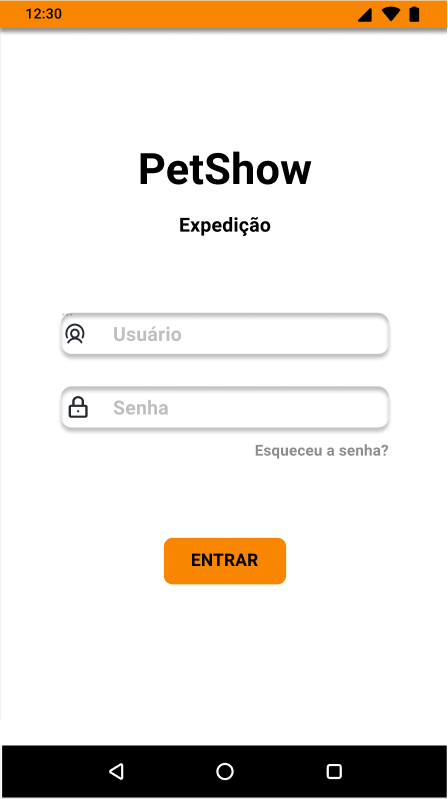 12:30
PetShow
Expedição
Usuário
Senha
Esqueceu a senha?
ENTRAR